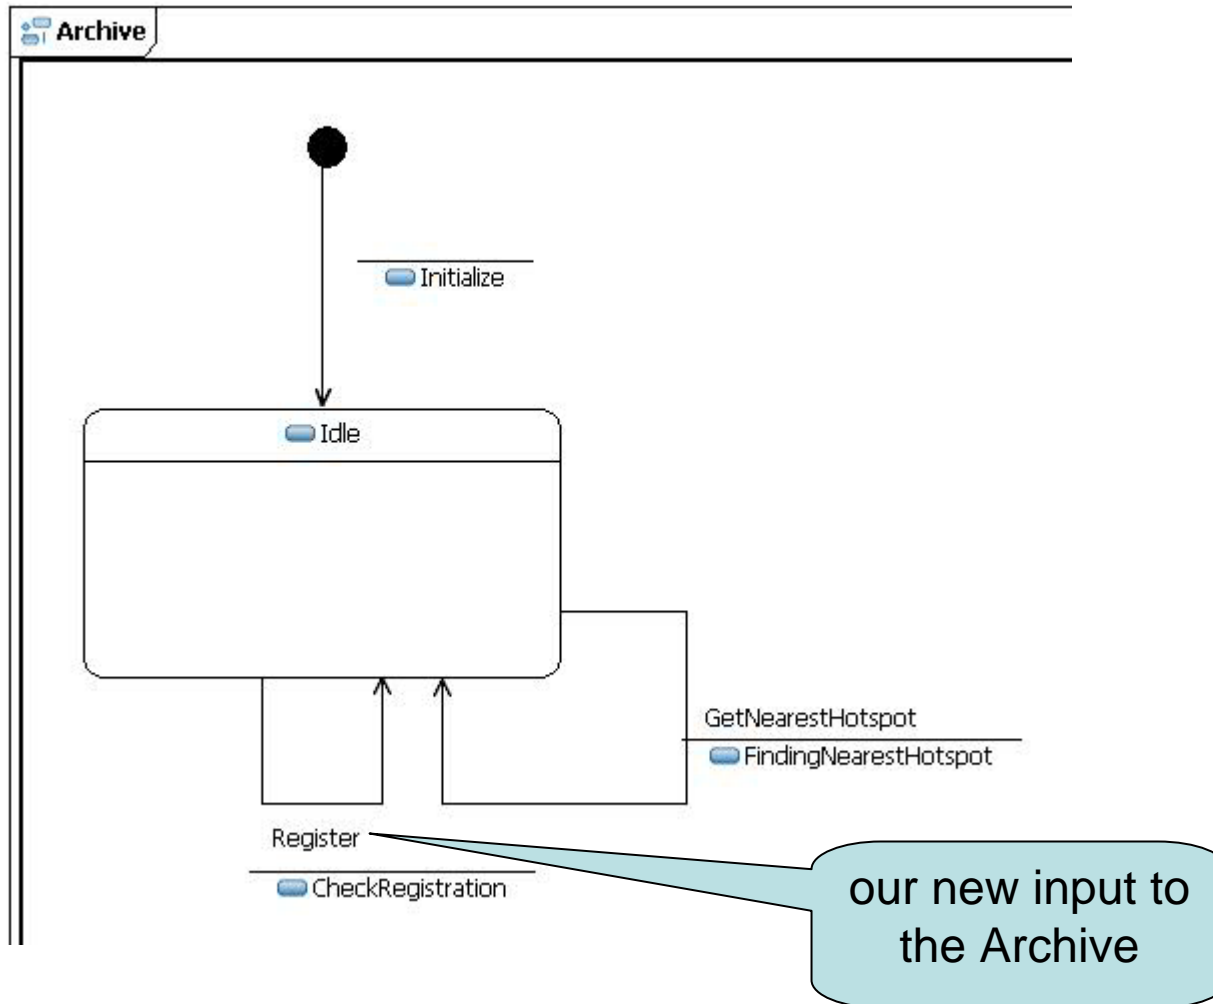 Archive
Initialize
Idle
GetNearestHotspot
FindingNearestHotspot
Register
CheckRegistration
our new input to
the Archive